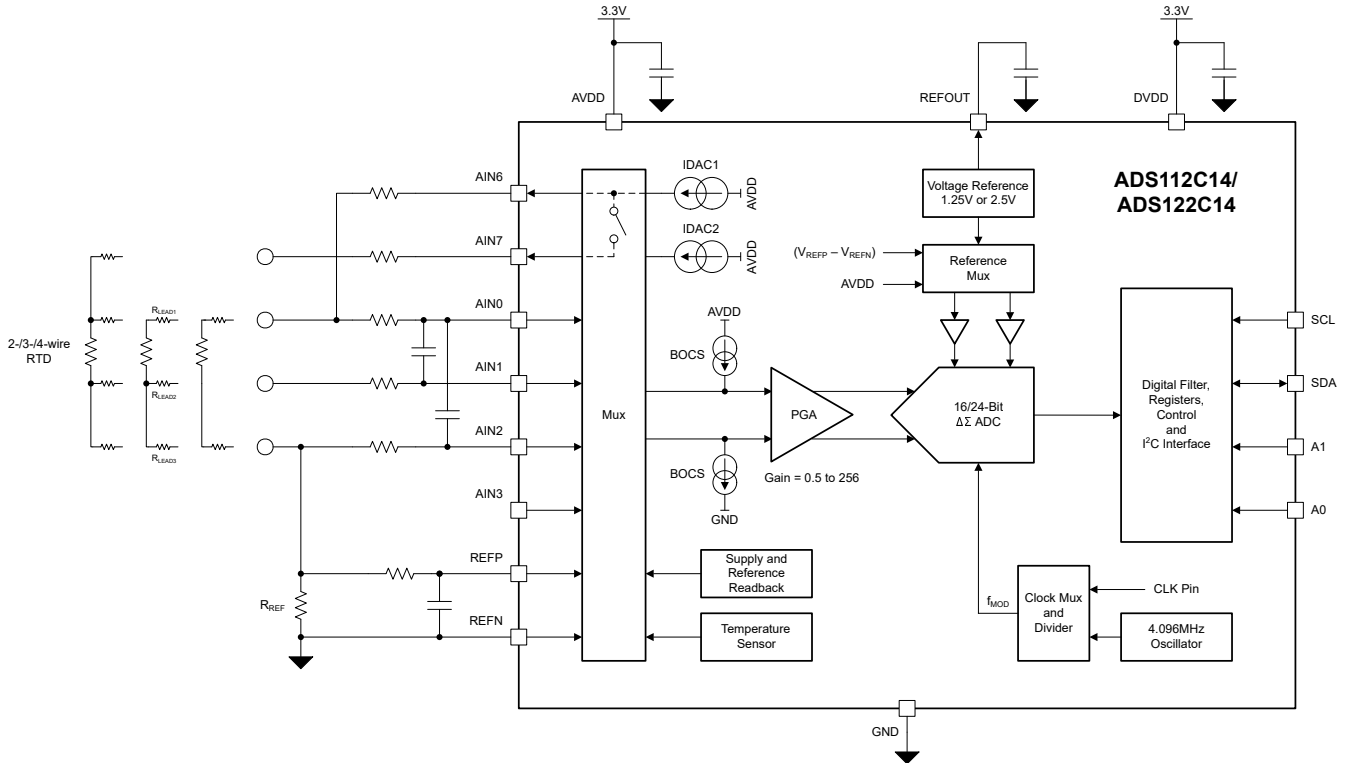 3.3V
3.3V
AVDD
REFOUT
DVDD
AIN6
IDAC1
AVDD
Voltage Reference
1.25V or 2.5V
ADS112C14/
ADS122C14
AIN7
IDAC2
AVDD
(VREFP – VREFN)
AVDD
Reference
Mux
2-/3-/4-wire
RTD
RLEAD1
RLEAD2
RLEAD3
AIN0
AIN1
AIN2
AIN3
REFP
REFN
RREF
Mux
AVDD
BOCS
BOCS
GND
PGA
Gain = 0.5 to 256
16/24-Bit
ΔΣ ADC
Digital Filter,
Registers,
Control
and
I²C Interface
SCL
SDA
A1
A0
Supply and
Reference
Readback
Temperature
Sensor
fMOD
Clock Mux
and
Divider
CLK Pin
4.096MHz
Oscillator
GND